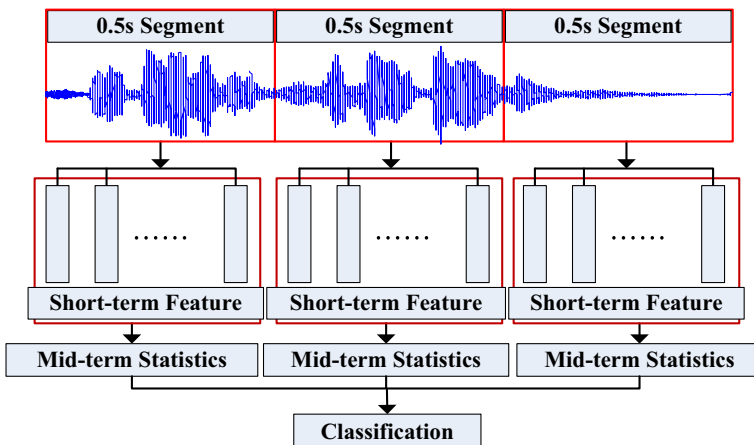 0.5s Segment 0.5s Segment 0.5s Segment
...... ...... ......
Short-term Feature Short-term Feature Short-term Feature
Mid-term Statistics Mid-term Statistics Mid-term Statistics
Classification